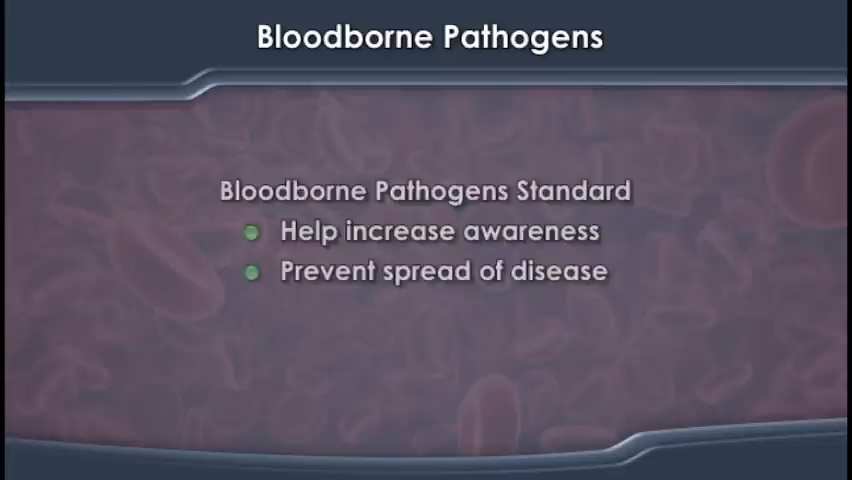 Bloodborne Pathogens
Bloodborne Pathogens Standard
Help increase awareness
Prevent spread of disease